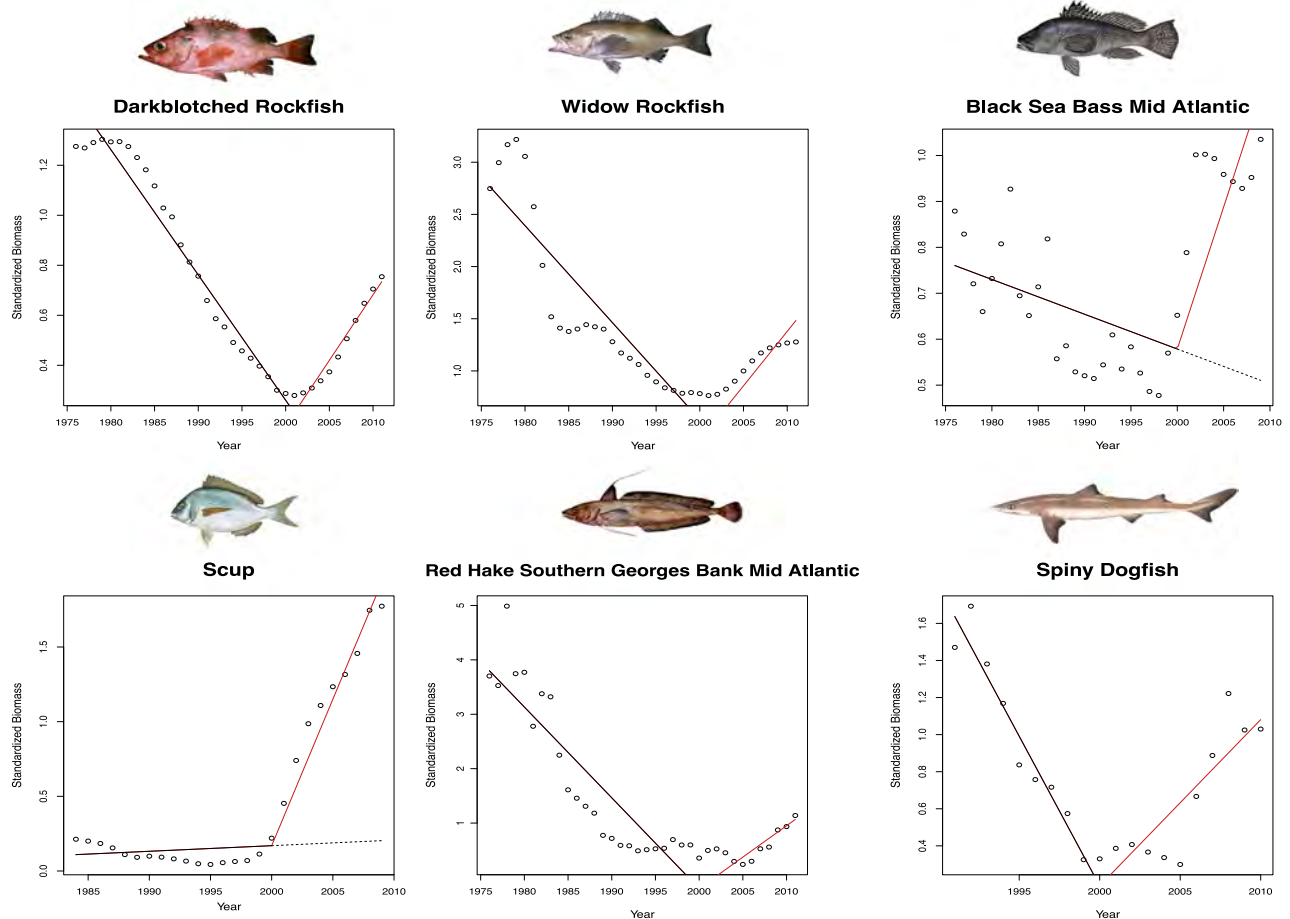 Darkblotched Rockfish
Standardized Biomass
1.2
1.0
0.8
0.6
0.4
1975 1980 1985 1990 1995 2000 2005 2010
Year
Widow Rockfish
Standardized Biomass
3.0
2.5
2.0
1.5
1.0
1975 1980 1985 1990 1995 2000 2005 2010
Year
Black Sea Bass Mid Atlantic
Standardized Biomass
1.0
0.9
0.8
0.7
0.6
0.5
1975 1980 1985 1990 1995 2000 2005 2010
Year
Scup
Standardized Biomass
1.5
1.0
0.5
0.0
1985 1990 1995 2000 2005 2010
Year
Red Hake Southern Georges Bank Mid Atlantic
Standardized Biomass
5
4
3
2
1
1975 1980 1985 1990 1995 2000 2005 2010
Year
Spiny Dogfish
Standardized Biomass
1.6
1.4
1.2
1.0
0.8
0.6
0.4
1995 2000 2005 2010
Year